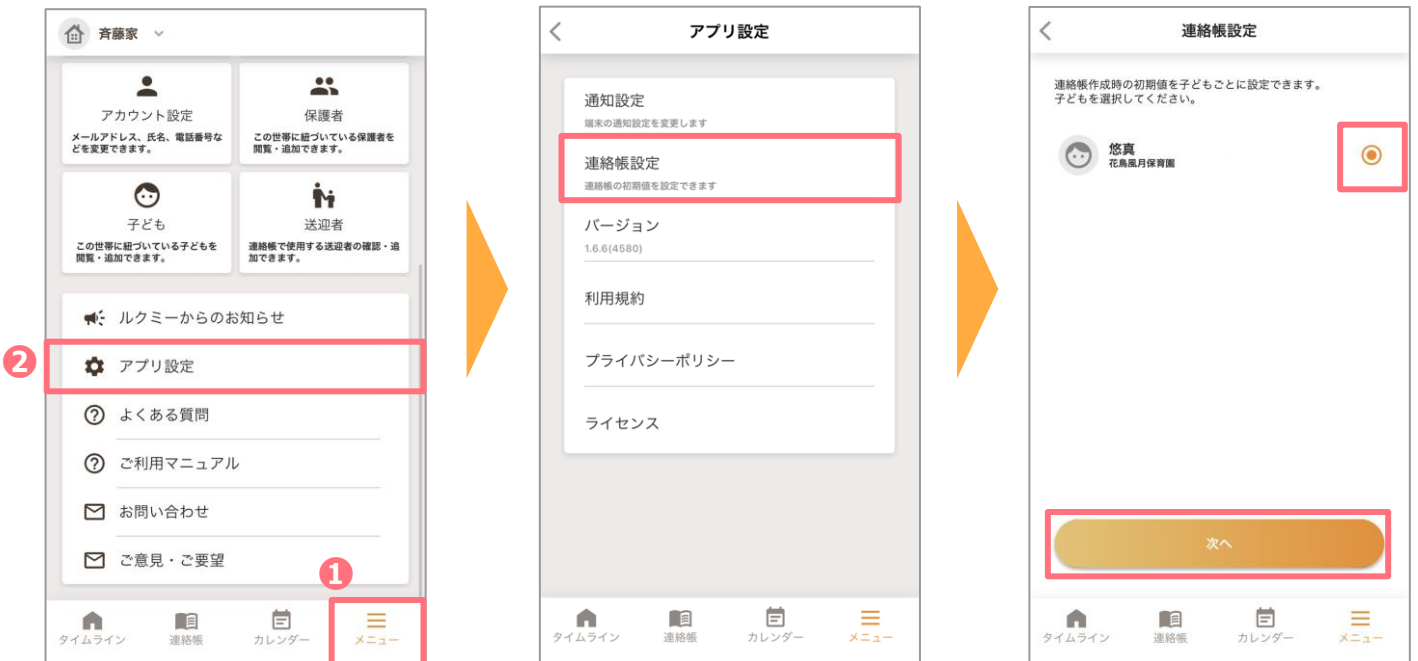 斉藤家
アカウント設定
メールアドレス、氏名、電話番号な
どを変更できます。
保護者
この世帯に紐づいている保護者を
閲覧・追加できます。
子ども
この世帯に紐づいている子どもを
閲覧・追加できます。
送迎者
連絡帳で使用する送迎者の確認・追
加できます。
ルクミーからのお知らせ
2
アプリ設定
よくある質問
ご利用マニュアル
お問い合わせ
ご意見・ご要望
1
タイムライン
連絡帳
カレンダー
メニュー
アプリ設定
通知設定
端末の通知設定を変更します
連絡帳設定
連絡帳の初期値を設定できます
バージョン
1.6.6(4580)
利用規約
プライバシーポリシー
ライセンス
タイムライン
連絡帳
カレンダー
メニュー
連絡帳設定
連絡帳作成時の初期値を子どもごとに設定できます。
子どもを選択してください。
悠真
花鳥風月保育園
次へ
タイムライン
連絡帳
カレンダー
メニュー